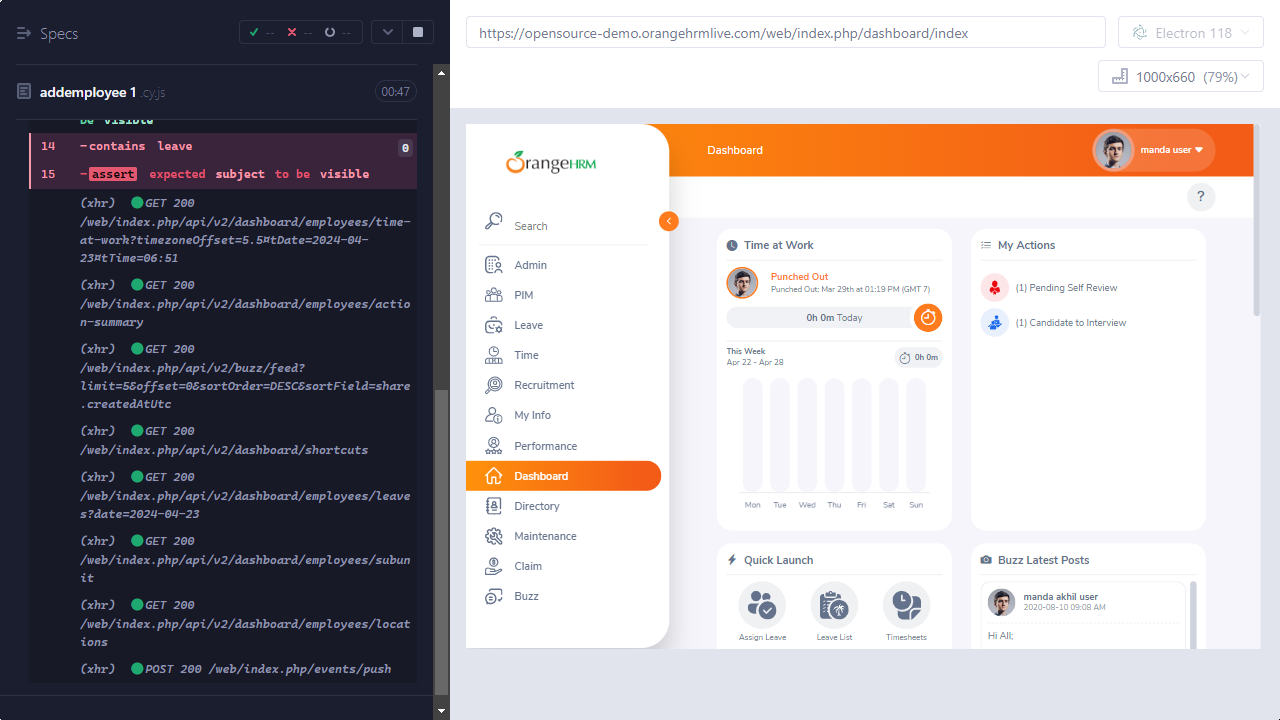 Specs
--
--
--
addemployee 1 .cy.js
00:47
be visible
14 -contains leave 0
15 -assert expected subject to be visible
(xhr) GET 200
/web/index.php/api/v2/dashboard/employees/time-
at-work?timezoneOffset=5.5¤tDate=2024-04-
23¤tTime=06:51
(xhr) GET 200
/web/index.php/api/v2/dashboard/employees/actio
n-summary
(xhr) GET 200
/web/index.php/api/v2/buzz/feed?
limit=5&offset=0&sortOrder=DESC&sortField=share
.createdAtUtc
(xhr) GET 200
/web/index.php/api/v2/dashboard/shortcuts
(xhr) GET 200
/web/index.php/api/v2/dashboard/employees/leave
s?date=2024-04-23
(xhr) GET 200
/web/index.php/api/v2/dashboard/employees/subun
it
(xhr) GET 200
/web/index.php/api/v2/dashboard/employees/locat
ions
(xhr) POST 200 /web/index.php/events/push
https://opensource-demo.orangehrmlive.com/web/index.php/dashboard/index
Electron 118
1000x660 (79%)
OrangeHRM
Search
Admin
PIM
Leave
Time
Recruitment
My Info
Performance
Dashboard
Directory
Maintenance
Claim
Buzz
Dashboard
manda user
?
Time at Work
Punched Out
Punched Out: Mar 29th at 01:19 PM (GMT 7)
0h 0m Today
This Week
Apr 22 - Apr 28
0h 0m
Mon Tue Wed Thu Fri Sat Sun
My Actions
(1) Pending Self Review
(1) Candidate to Interview
Quick Launch
Assign Leave Leave List Timesheets
Buzz Latest Posts
manda akhil user
2020-08-10 09:08 AM
Hi All;